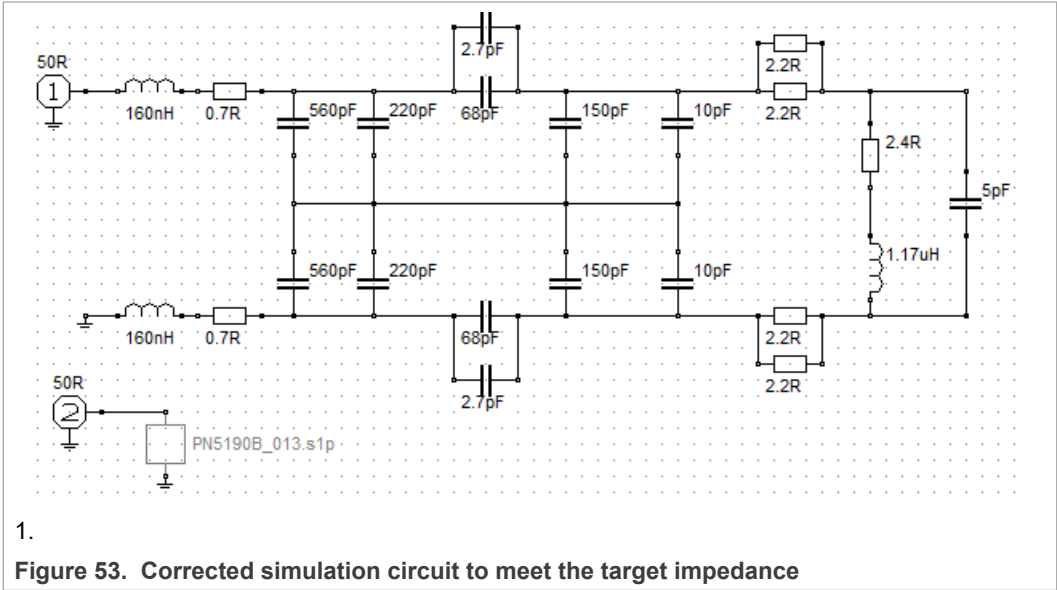 2.7pF
50R
2.2R
1
160nH 0.7R 560pF 220pF 68pF 150pF 10pF 2.2R
2.4R
5pF
1.17uH
560pF 220pF 150pF 10pF
160nH 0.7R 68pF 2.2R
50R 2.7pF 2.2R
2
PN5190B_013.s1p
1.
Figure 53. Corrected simulation circuit to meet the target impedance